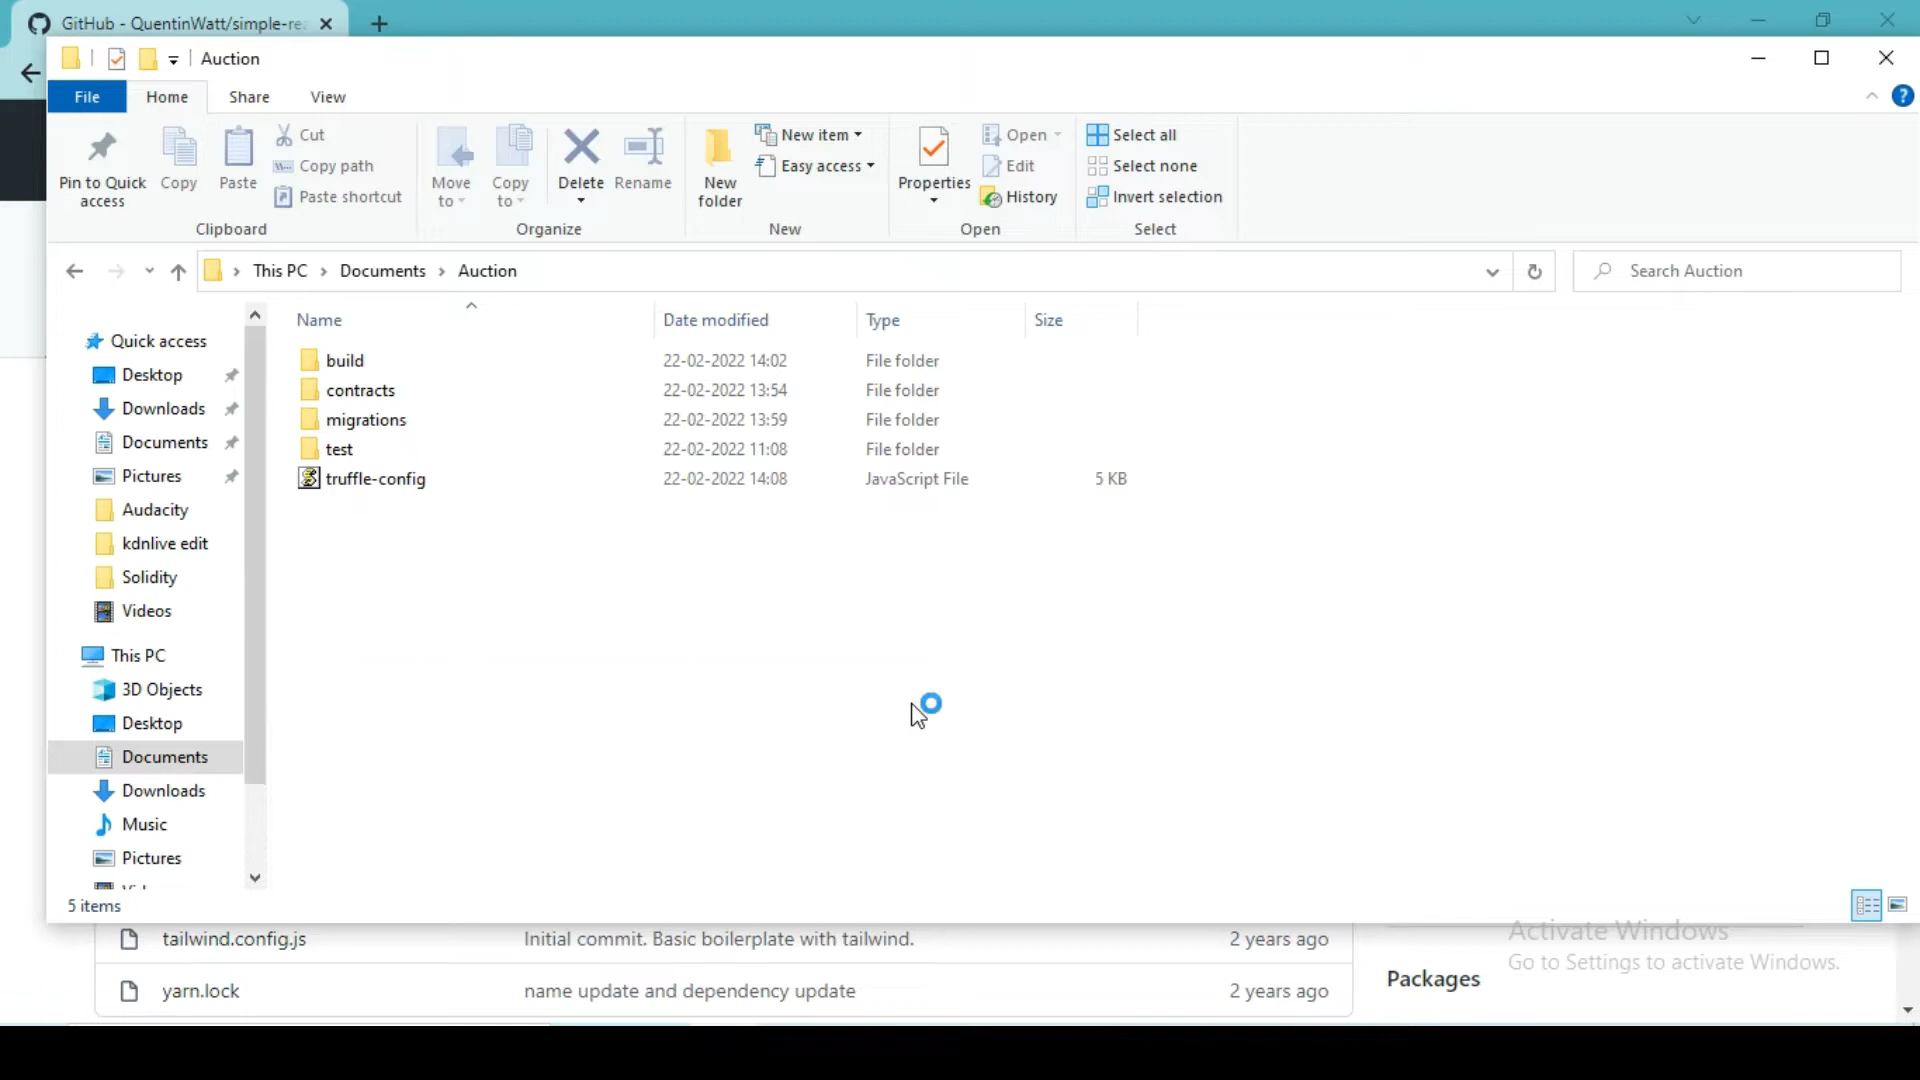 GitHub - QuentinWatt/simple-rea
Auction
File Home Share View
Pin to Quick access
Copy
Paste
Cut
Copy path
Paste shortcut
Clipboard
Move to
Copy to
Delete
Rename
Organize
New folder
New item
Easy access
New
Properties
Open
Edit
History
Open
Select all
Select none
Invert selection
Select
This PC > Documents > Auction
Search Auction
Name Date modified Type Size
build 22-02-2022 14:02 File folder
contracts 22-02-2022 13:54 File folder
migrations 22-02-2022 13:59 File folder
test 22-02-2022 11:08 File folder
truffle-config 22-02-2022 14:08 JavaScript File 5 KB
Quick access
Desktop
Downloads
Documents
Pictures
Audacity
kdnlive edit
Solidity
Videos
This PC
3D Objects
Desktop
Documents
Downloads
Music
Pictures
5 items
tailwind.config.js Initial commit. Basic boilerplate with tailwind. 2 years ago
yarn.lock name update and dependency update 2 years ago
Packages
Activate Windows
Go to Settings to activate Windows.